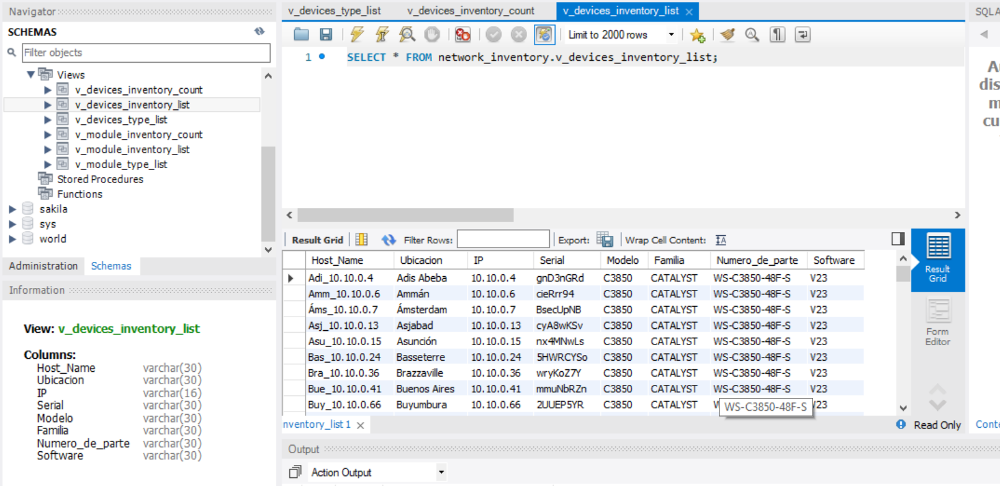 Navigator
SCHEMAS
Filter objects
Views
v_devices_inventory_count
v_devices_inventory_list
v_devices_type_list
v_module_inventory_count
v_module_inventory_list
v_module_type_list
Stored Procedures
Functions
sakila
sys
world
Administration Schemas
Information
View: v_devices_inventory_list
Columns:
Host_Name varchar(30)
Ubicacion varchar(30)
IP varchar(16)
Serial varchar(30)
Modelo varchar(30)
Familia varchar(30)
Numero_de_parte varchar(30)
Software varchar(30)
v_devices_type_list v_devices_inventory_count v_devices_inventory_list
Limit to 2000 rows
1 SELECT * FROM network_inventory.v_devices_inventory_list;
Result Grid Filter Rows: Export: Wrap Cell Content:
Host_Name Ubicacion IP Serial Modelo Familia Numero_de_parte Software
Adi_10.10.0.4 Adis Abeba 10.10.0.4 gnD3nGRd C3850 CATALYST WS-C3850-48F-S V23
Amm_10.10.0.6 Ammán 10.10.0.6 cieRrr94 C3850 CATALYST WS-C3850-48F-S V23
Áms_10.10.0.7 Ámsterdam 10.10.0.7 BsecUpNB C3850 CATALYST WS-C3850-48F-S V23
Asj_10.10.0.13 Asjabad 10.10.0.13 cyA8wKSv C3850 CATALYST WS-C3850-48F-S V23
Asu_10.10.0.15 Asunción 10.10.0.15 nx4MNwLs C3850 CATALYST WS-C3850-48F-S V23
Bas_10.10.0.24 Basseterre 10.10.0.24 5HWRCYSo C3850 CATALYST WS-C3850-48F-S V23
Bra_10.10.0.36 Brazzaville 10.10.0.36 wryKoZ7Y C3850 CATALYST WS-C3850-48F-S V23
Bue_10.10.0.41 Buenos Aires 10.10.0.41 mmuNbRZn C3850 CATALYST WS-C3850-48F-S V23
Buy_10.10.0.66 Buyumbura 10.10.0.66 2UUEP5YR C3850 CATALYST WS-C3850-48F-S
Result
Grid
Form
Editor
nventory_list 1
Read Only
Output
Action Output
SQLA
dis
m
cu
Conte